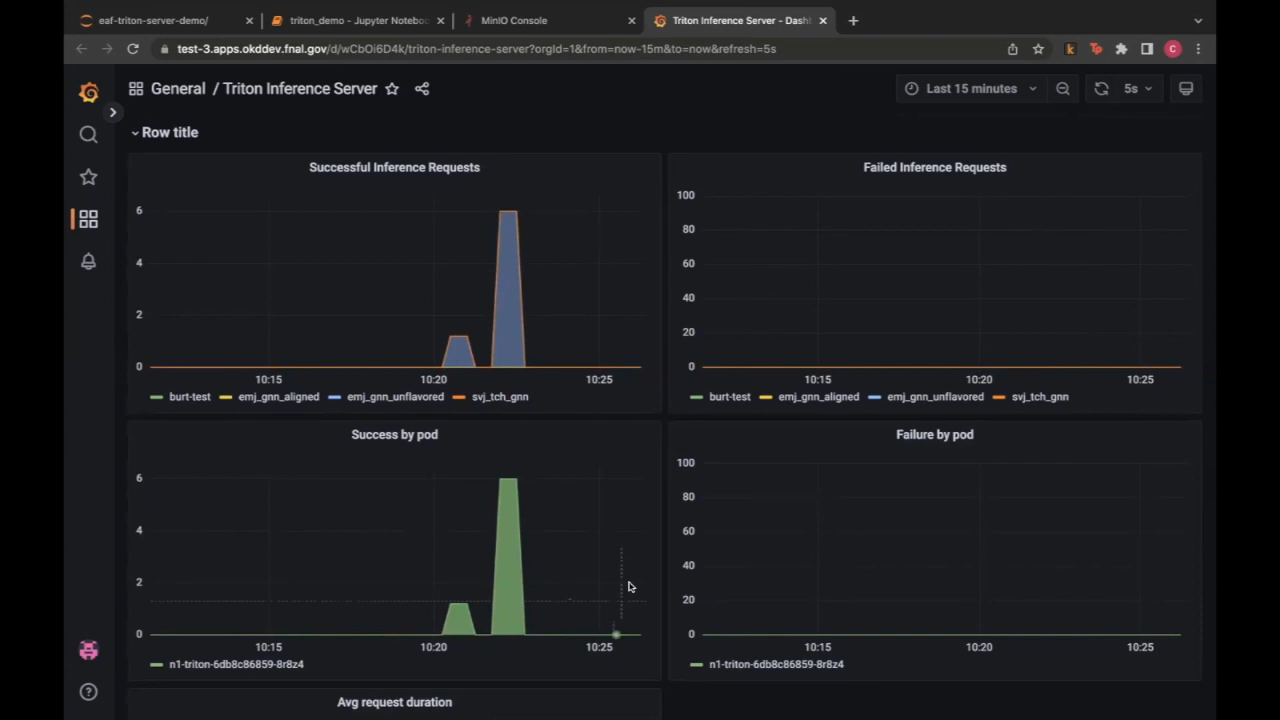 eaf-triton-server-demo/
triton_demo - Jupyter Noteboo
MinIO Console
Triton Inference Server - Dash
test-3.apps.okddev.fnal.gov/d/wCbOi6D4k/triton-inference-server?orgId=1&from=now-15m&to=now&refresh=5s
C
General / Triton Inference Server
Last 15 minutes
5s
Row title
Successful Inference Requests
6
4
2
0
10:15
10:20
10:25
burt-test
emj_gnn_aligned
emj_gnn_unflavored
svj_tch_gnn
Failed Inference Requests
100
80
60
40
20
0
10:15
10:20
10:25
burt-test
emj_gnn_aligned
emj_gnn_unflavored
svj_tch_gnn
Success by pod
6
4
2
0
10:15
10:20
10:25
n1-triton-6db8c86859-8r8z4
Failure by pod
100
80
60
40
20
0
10:15
10:20
10:25
n1-triton-6db8c86859-8r8z4
Avg request duration